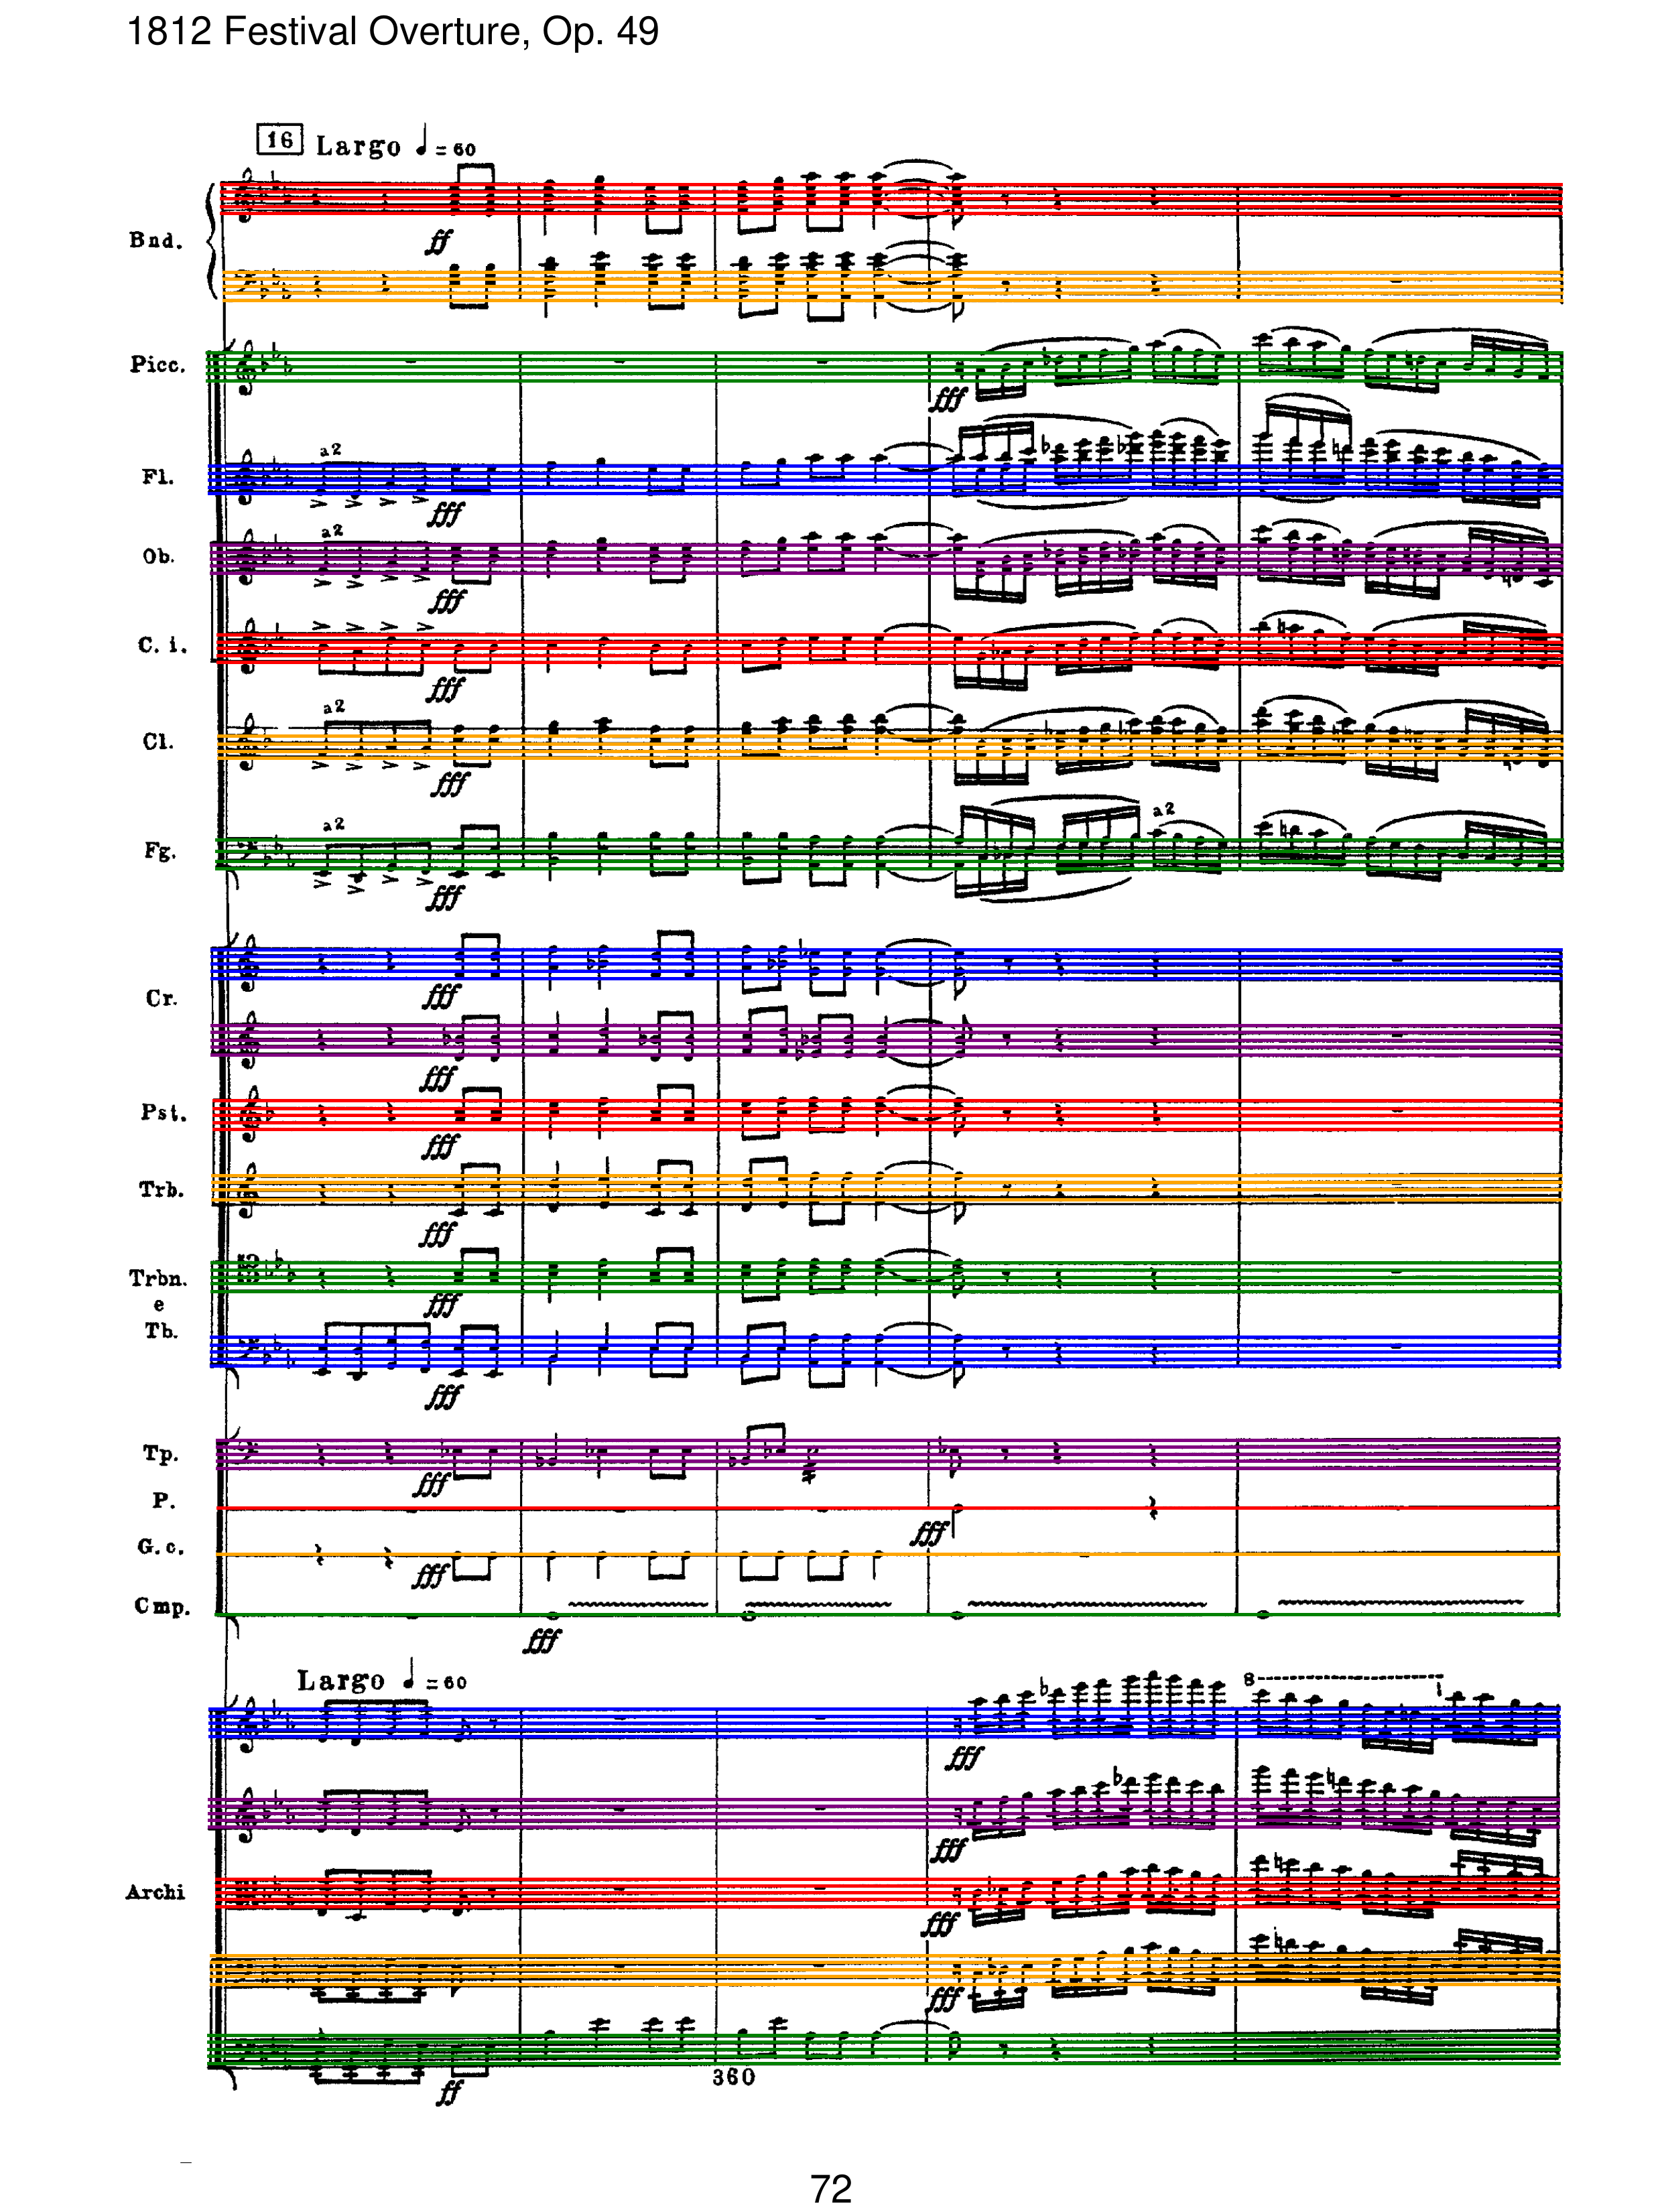 1812 Festival Overture, Op. 49
16 Largo ♩= 60
Bnd.
ff
Picc.
fff
a2
Fl.
fff
a2
Ob.
fff
C. i.
fff
a2
Cl.
fff
a2
a2
Fg.
fff
Cr.
fff
fff
Pst.
fff
Trb.
fff
Trbn.
e
fff
Tb.
fff
Tp.
fff
P.
fff
G. c.
fff
Cmp.
fff
Largo ♩= 60
8
fff
fff
Archi
fff
fff
360
ff
72